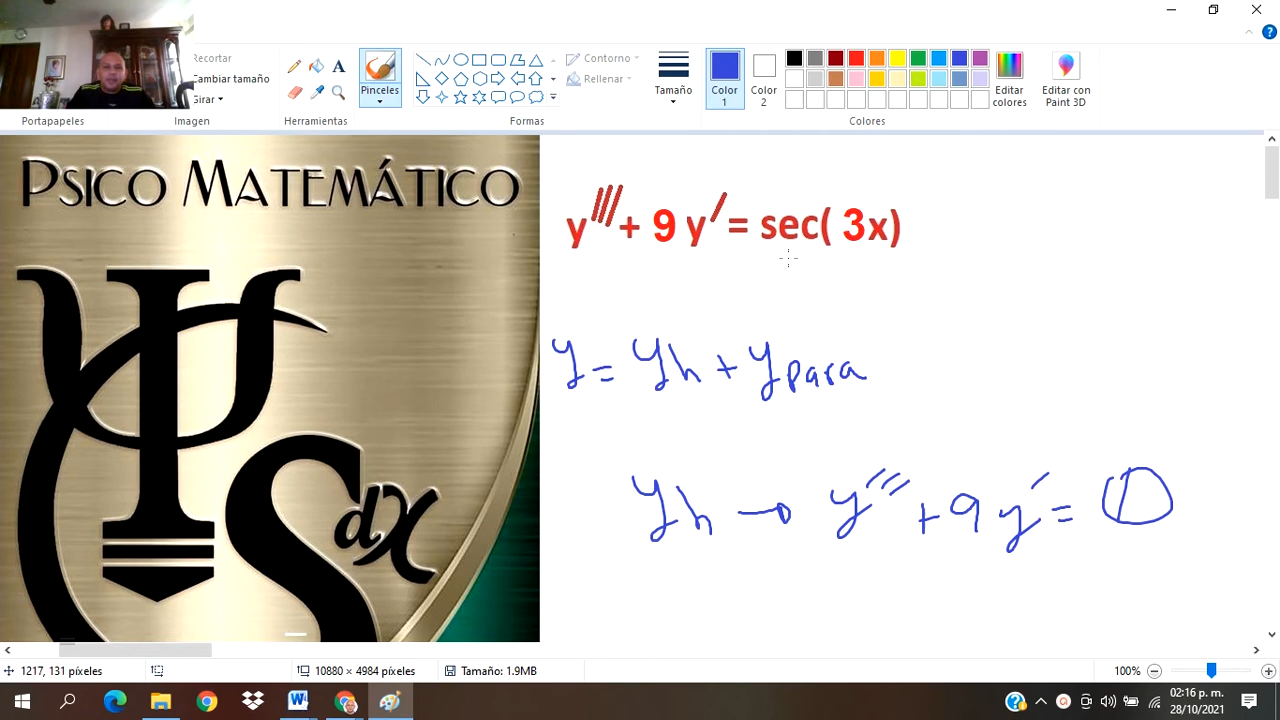 Recortar
Cambiar tamaño
Girar
Pinceles
Contorno
Rellenar
Tamaño
Color
1
Color
2
Editar
colores
Editar con
Paint 3D
Portapapeles
Imagen
Herramientas
Formas
Colores
PSICO MATEMÁTICO
dx
y''' + 9 y' = sec( 3x)
y = yh + ypara
yh → y''' + 9 y' = 0
1217, 131 píxeles
10880 × 4984 píxeles
Tamaño: 1.9MB
100%
02:16 p. m.
28/10/2021